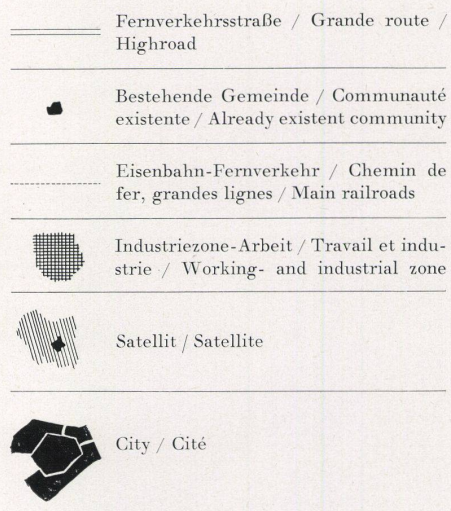 Fernverkehrsstraße / Grande route /
Highroad
Bestehende Gemeinde / Communauté
existente / Already existent community
Eisenbahn-Fernverkehr / Chemin de
fer, grandes lignes / Main railroads
Industriezone-Arbeit / Travail et indu-
strie / Working- and industrial zone
Satellit / Satellite
City / Cité